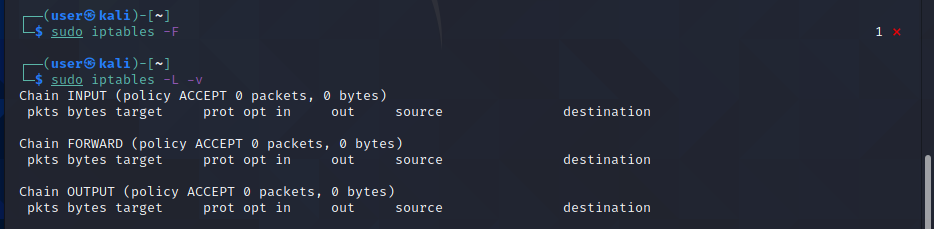 ┌──(user㉿kali)-[~]
└─$ sudo iptables -F 1 ⨯
┌──(user㉿kali)-[~]
└─$ sudo iptables -L -v
Chain INPUT (policy ACCEPT 0 packets, 0 bytes)
pkts bytes target prot opt in out source destination
Chain FORWARD (policy ACCEPT 0 packets, 0 bytes)
pkts bytes target prot opt in out source destination
Chain OUTPUT (policy ACCEPT 0 packets, 0 bytes)
pkts bytes target prot opt in out source destination